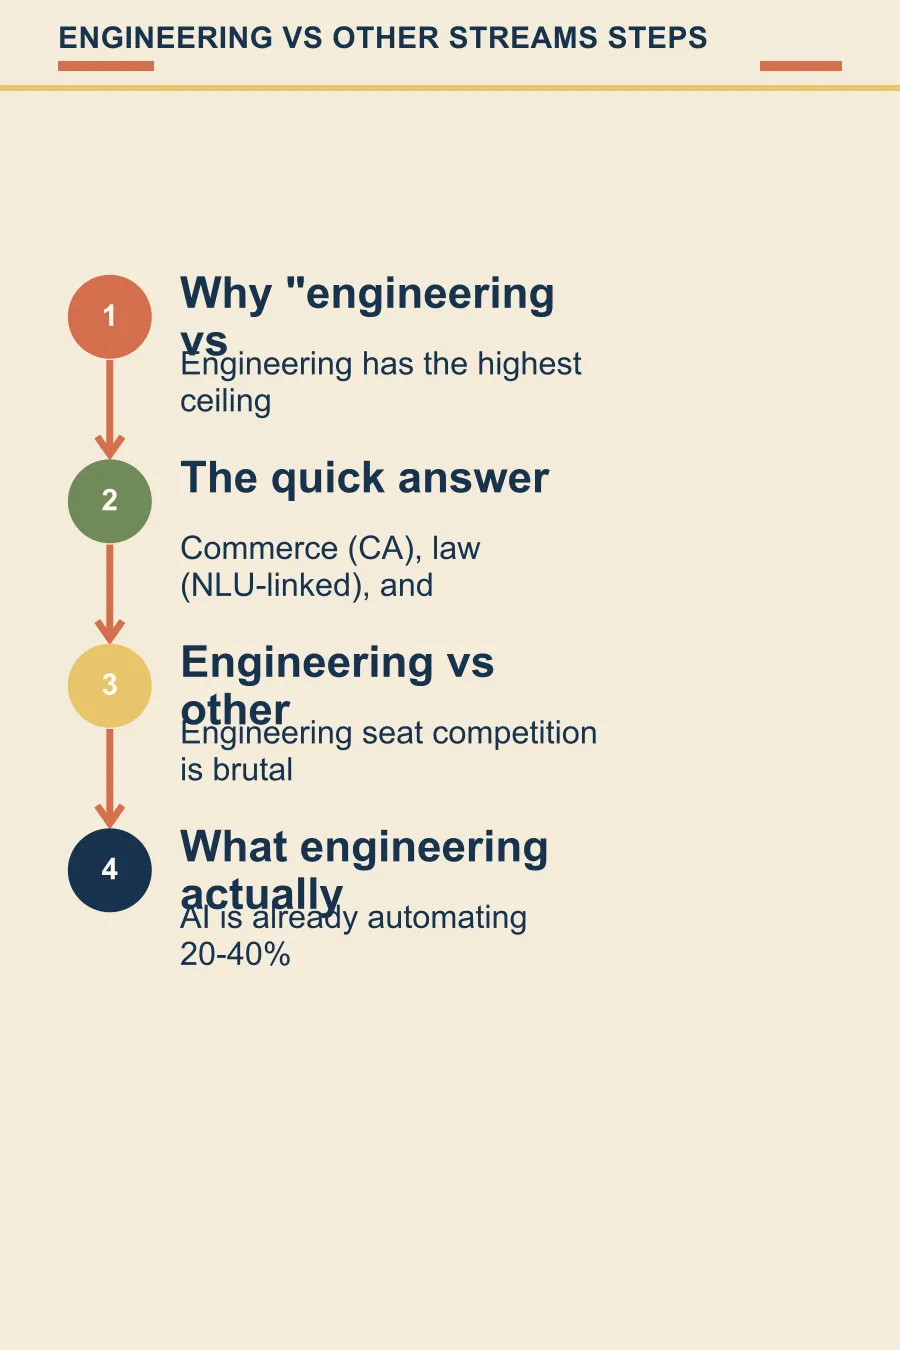 ENGINEERING VS OTHER STREAMS STEPS
1
Why "engineering
vs
Engineering has the highest
ceiling
2
The quick answer
Commerce (CA), law
(NLU-linked), and
3
Engineering vs
other
Engineering seat competition
is brutal
4
What engineering
actually
AI is already automating
20-40%